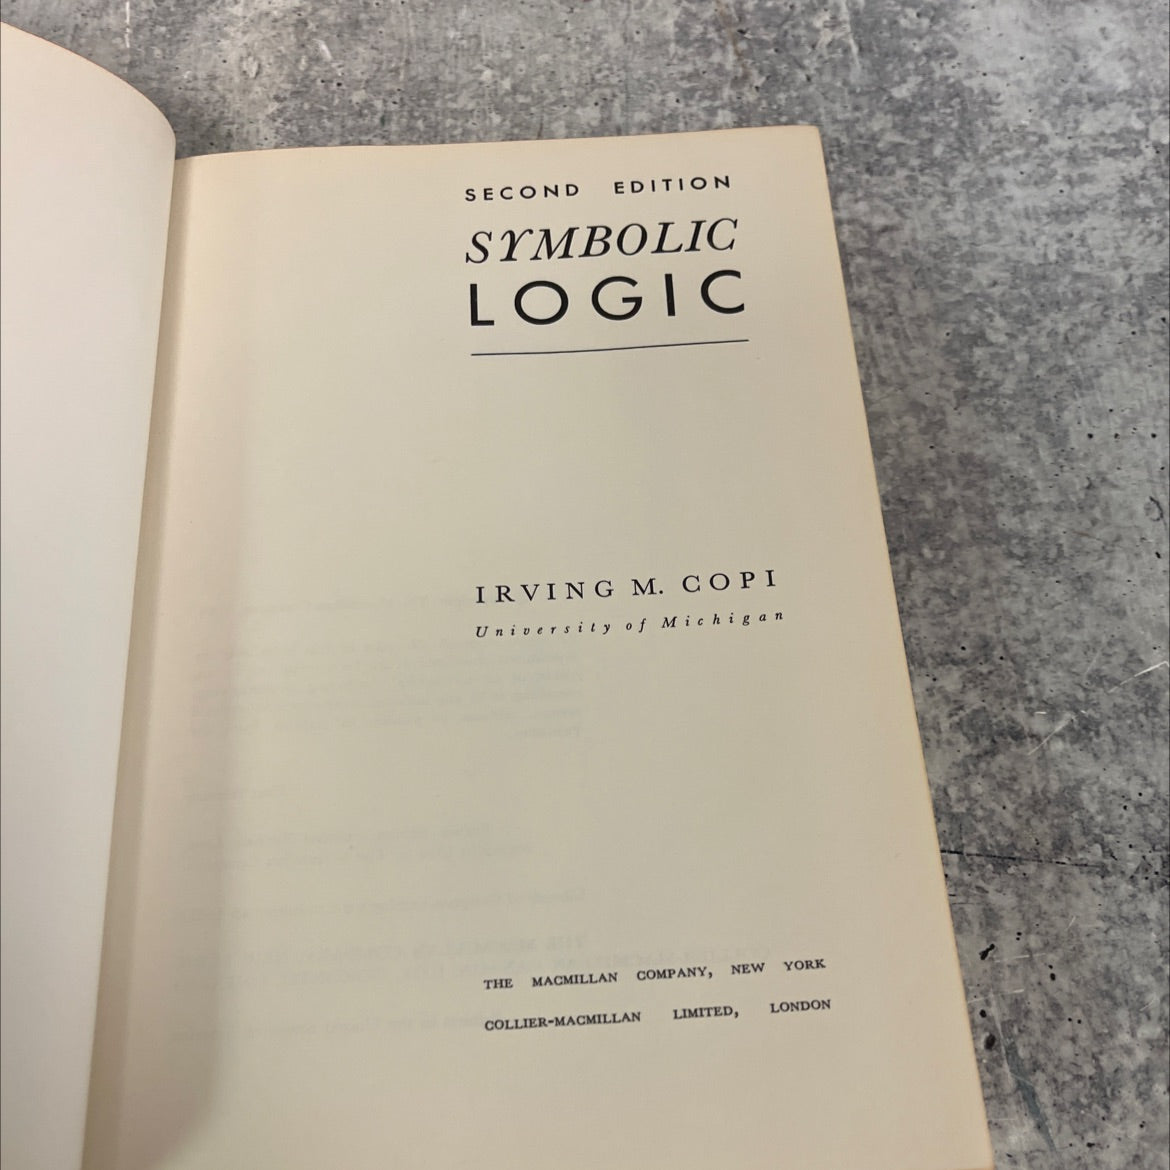 SECOND EDITION
SYMBOLIC
LOGIC
IRVING M. COPI
University of Michigan
THE MACMILLAN COMPANY, NEW YORK
COLLIER-MACMILLAN LIMITED, LONDON